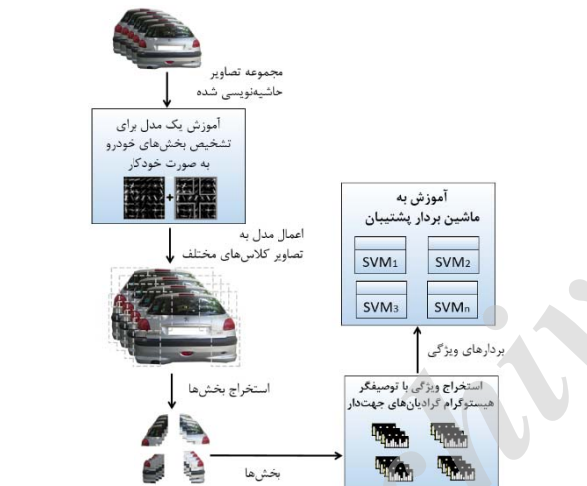 مجموعه تصاویر
حاشیه‌نویسی شده
آموزش یک مدل برای
تشخیص بخش‌های خودرو
به صورت خودکار
+
اعمال مدل به
تصاویر کلاس‌های مختلف
استخراج بخش‌ها
بخش‌ها
استخراج ویژگی با توصیفگر
هیستوگرام گرادیان‌های جهت‌دار
بردارهای ویژگی
آموزش به
ماشین بردار پشتیبان
SVM1
SVM2
SVM3
SVMn